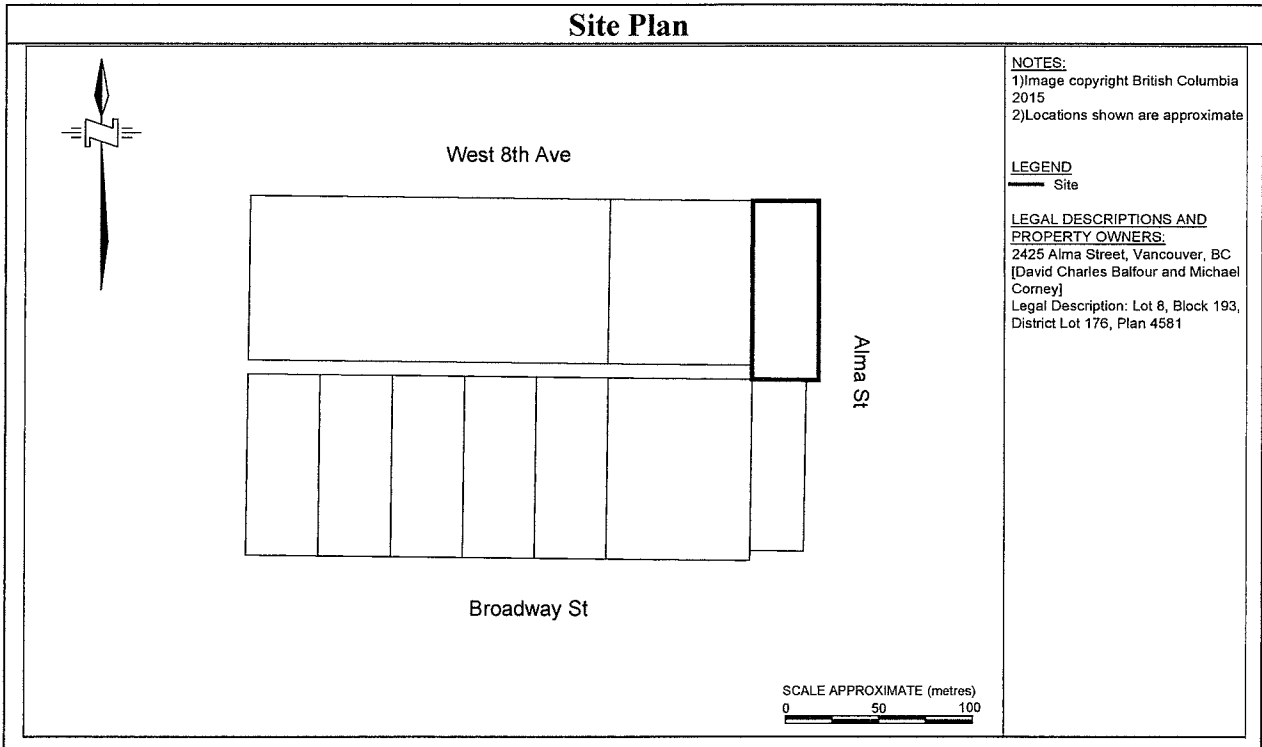 Site Plan
West 8th Ave
Alma St
Broadway St
SCALE APPROXIMATE (metres)
0 50 100
NOTES:
1)Image copyright British Columbia
2015
2)Locations shown are approximate
LEGEND
Site
LEGAL DESCRIPTIONS AND
PROPERTY OWNERS:
2425 Alma Street, Vancouver, BC
[David Charles Balfour and Michael
Corney]
Legal Description: Lot 8, Block 193,
District Lot 176, Plan 4581